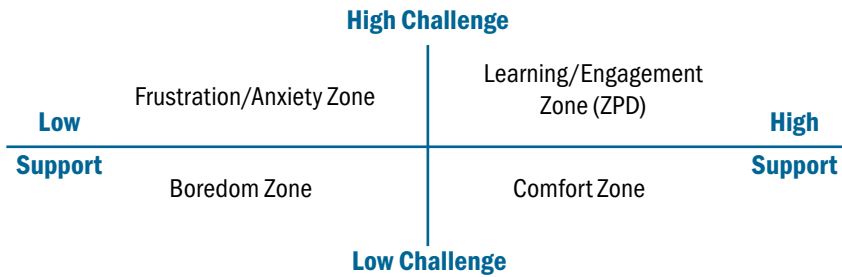 High Challenge
Frustration/Anxiety Zone
Learning/Engagement
Zone (ZPD)
Low
Support
High
Support
Boredom Zone
Comfort Zone
Low Challenge